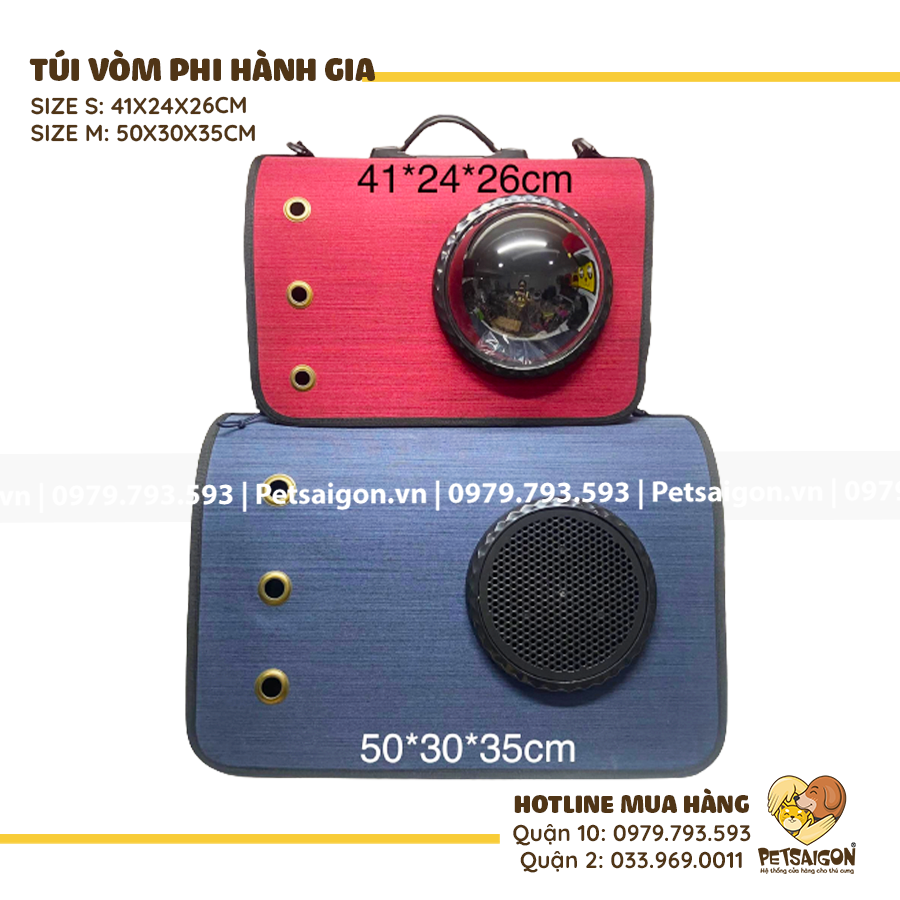 TÚI VÒM PHI HÀNH GIA
SIZE S: 41X24X26CM
SIZE M: 50X30X35CM
41*24*26cm
vn | 0979.793.593 | Petsaigon.vn | 0979.793.593 | Petsaigon.vn | 0979
50*30*35cm
HOTLINE MUA HÀNG
Quận 10: 0979.793.593
Quận 2: 033.969.0011
PETSAIGON®
Hệ thống cửa hàng cho thú cưng